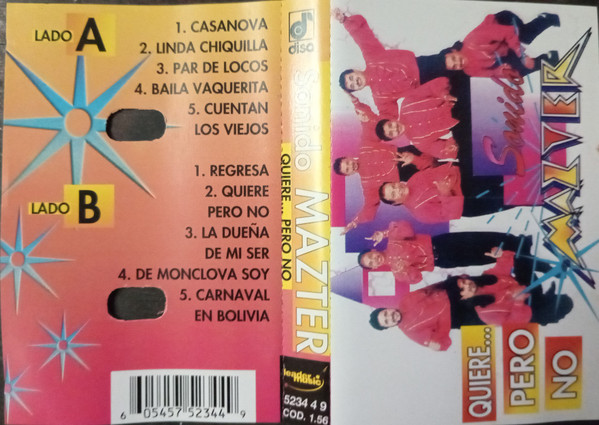 LADO A
1. CASANOVA
2. LINDA CHIQUILLA
3. PAR DE LOCOS
4. BAILA VAQUERITA
5. CUENTAN
LOS VIEJOS
LADO B
1. REGRESA
2. QUIERE
PERO NO
3. LA DUEÑA
DE MI SER
4. DE MONCLOVA SOY
5. CARNAVAL
EN BOLIVIA
6 05457 52344 9
disa
Sonido MAZTER
QUIERE... PERO NO
leader music
5234 4 9
COD. 1.56
Sonido
MAZTER
QUIERE....
PERO
NO